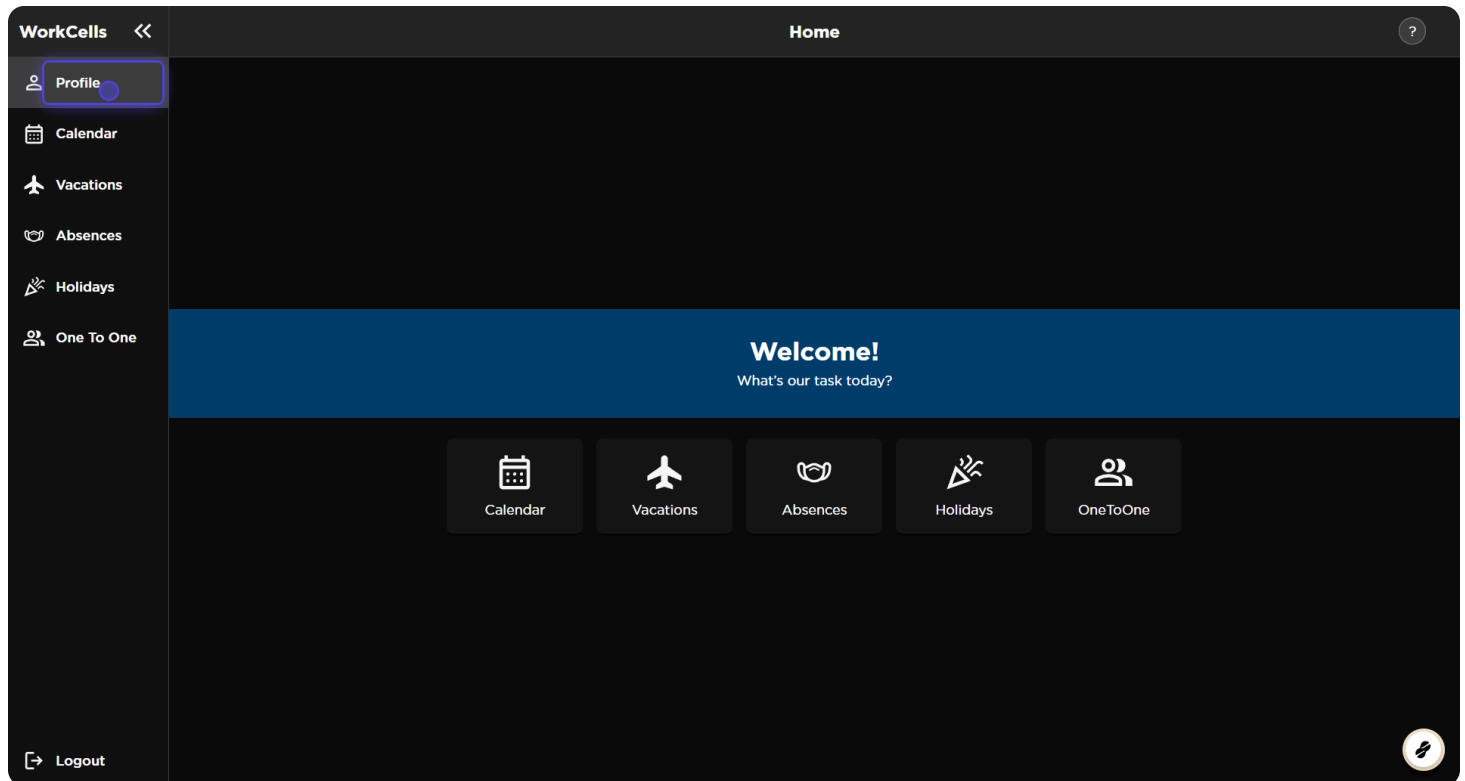 WorkCells
Home
?
Profile
Calendar
Vacations
Absences
Holidays
One To One
Welcome!
What's our task today?
Calendar
Vacations
Absences
Holidays
OneToOne
Logout